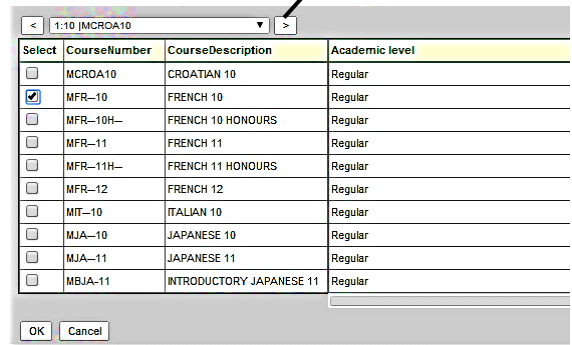 < 1:10 |MCROA10 ▼ >
Select CourseNumber CourseDescription Academic level
MCROA10 CROATIAN 10 Regular
MFR--10 FRENCH 10 Regular
MFR--10H-- FRENCH 10 HONOURS Regular
MFR--11 FRENCH 11 Regular
MFR--11H-- FRENCH 11 HONOURS Regular
MFR--12 FRENCH 12 Regular
MIT--10 ITALIAN 10 Regular
MJA--10 JAPANESE 10 Regular
MJA--11 JAPANESE 11 Regular
MBJA-11 INTRODUCTORY JAPANESE 11 Regular
OK Cancel